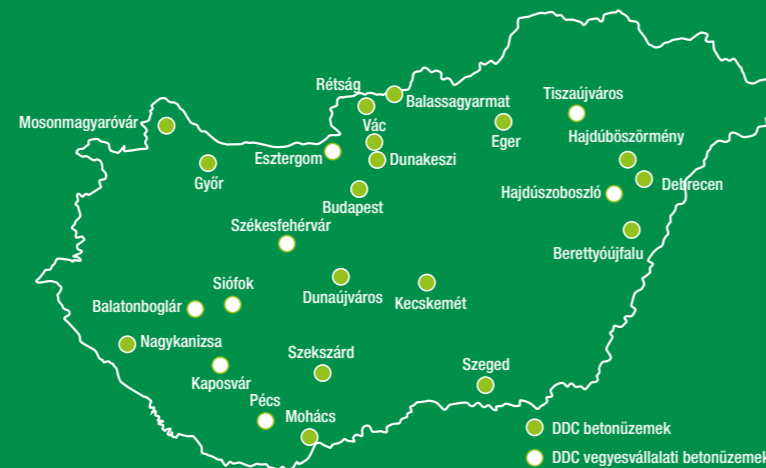 Rétság
Balassagyarmat
Tiszaújváros
Mosonmagyaróvár
Vác
Hajdúböszörmény
Eger
Esztergom
Dunakeszi
Győr
Debrecen
Hajdúszoboszló
Budapest
Székesfehérvár
Berettyóújfalu
Siófok
Dunaújváros
Kecskemét
Balatonboglár
Nagykanizsa
Szekszárd
Szeged
Kaposvár
Pécs
Mohács
DDC betonüzemek
DDC vegyesvállalati betonüzemek